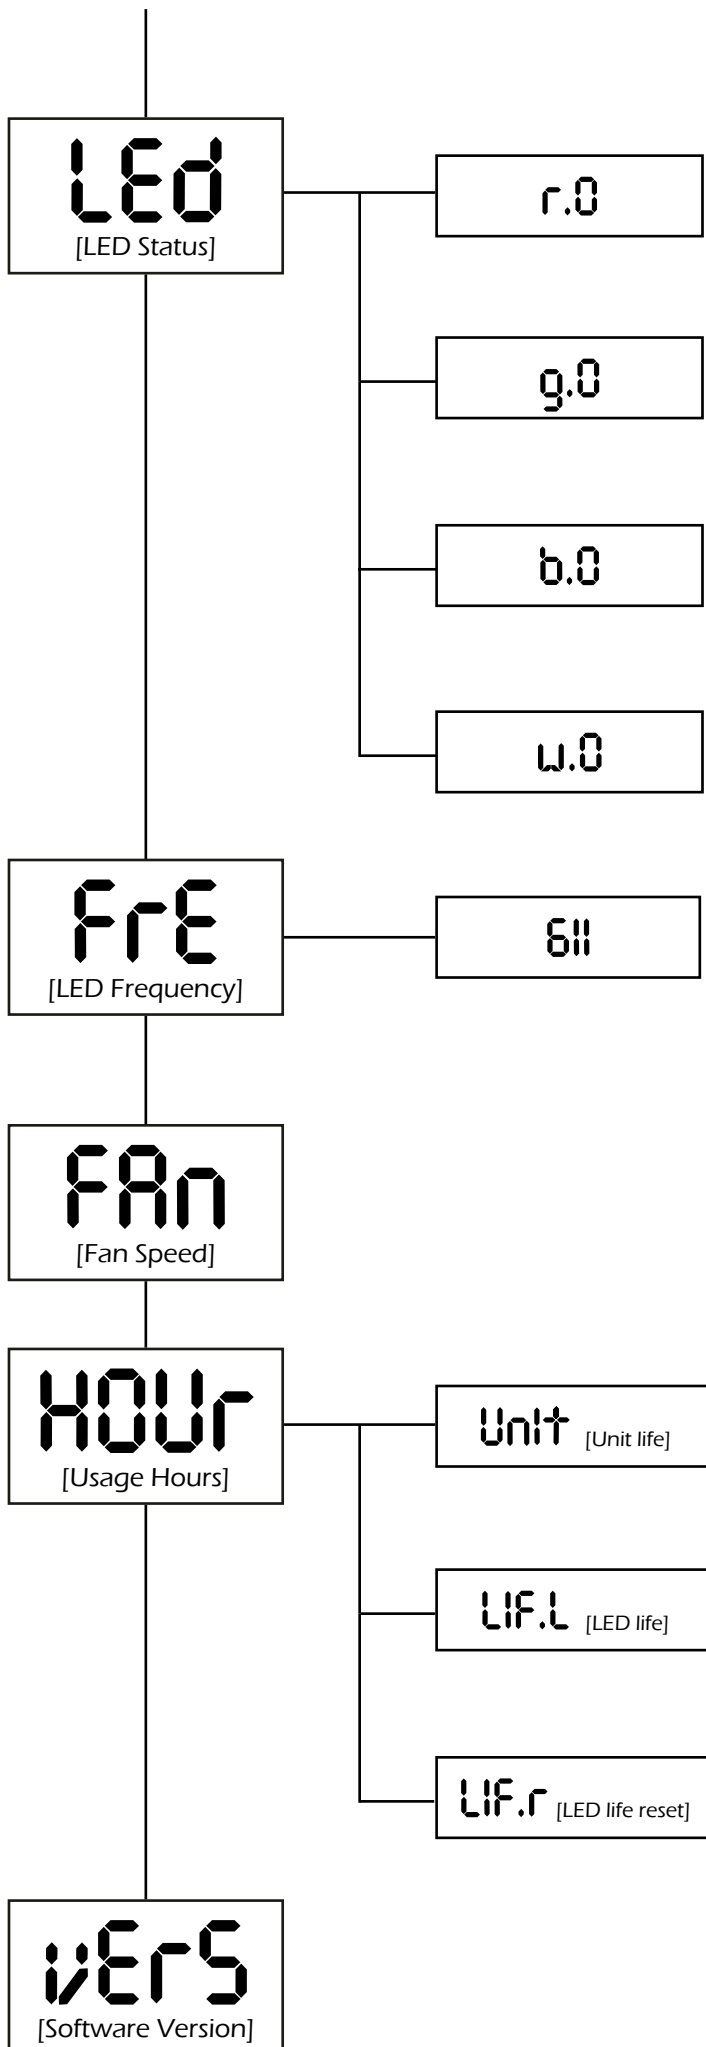 LEd
[LED Status]
r.0
g.0
b.0
w.0
FrE
[LED Frequency]
611
FAn
[Fan Speed]
HOUr
[Usage Hours]
UnIt [Unit life]
LIF.L [LED life]
LIF.r [LED life reset]
vErS
[Software Version]